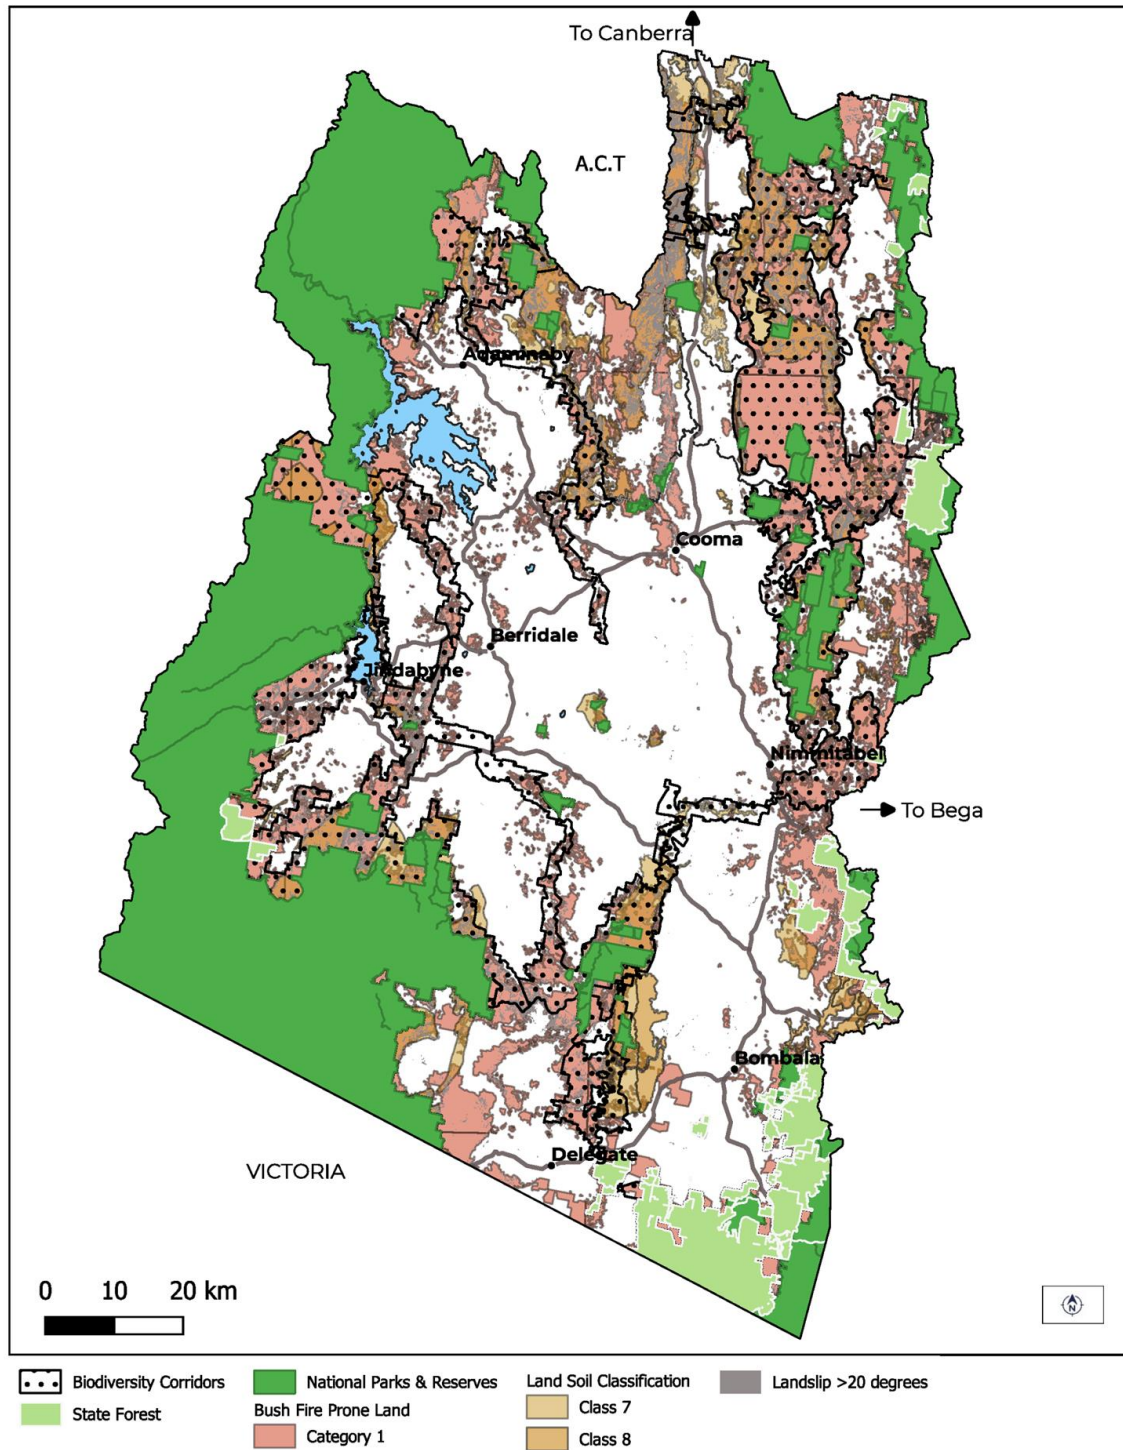 To Canberra
A.C.T
Adaminaby
Cooma
Berridale
Jindabyne
Nimmitabel
To Bega
Bombala
Delegate
VICTORIA
0 10 20 km
N
Biodiversity Corridors
State Forest
National Parks & Reserves
Bush Fire Prone Land
Category 1
Land Soil Classification
Class 7
Class 8
Landslip >20 degrees